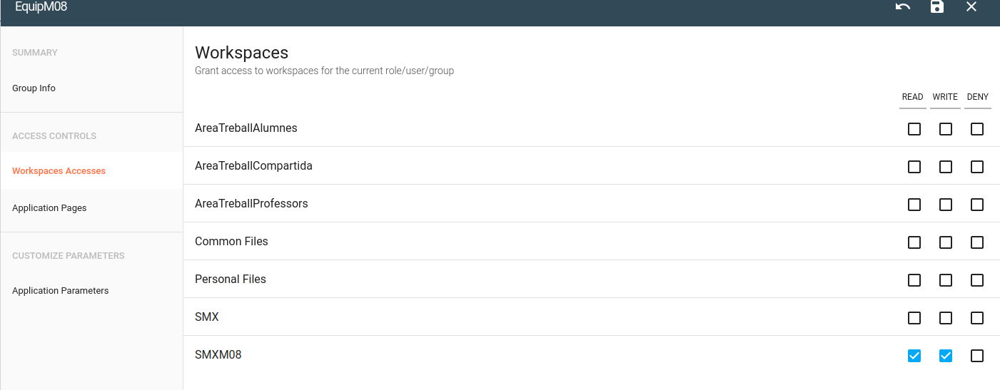 EquipM08
SUMMARY
Group Info
ACCESS CONTROLS
Workspaces Accesses
Application Pages
CUSTOMIZE PARAMETERS
Application Parameters
Workspaces
Grant access to workspaces for the current role/user/group
READ WRITE DENY
AreaTreballAlumnes
AreaTreballCompartida
AreaTreballProfessors
Common Files
Personal Files
SMX
SMXM08